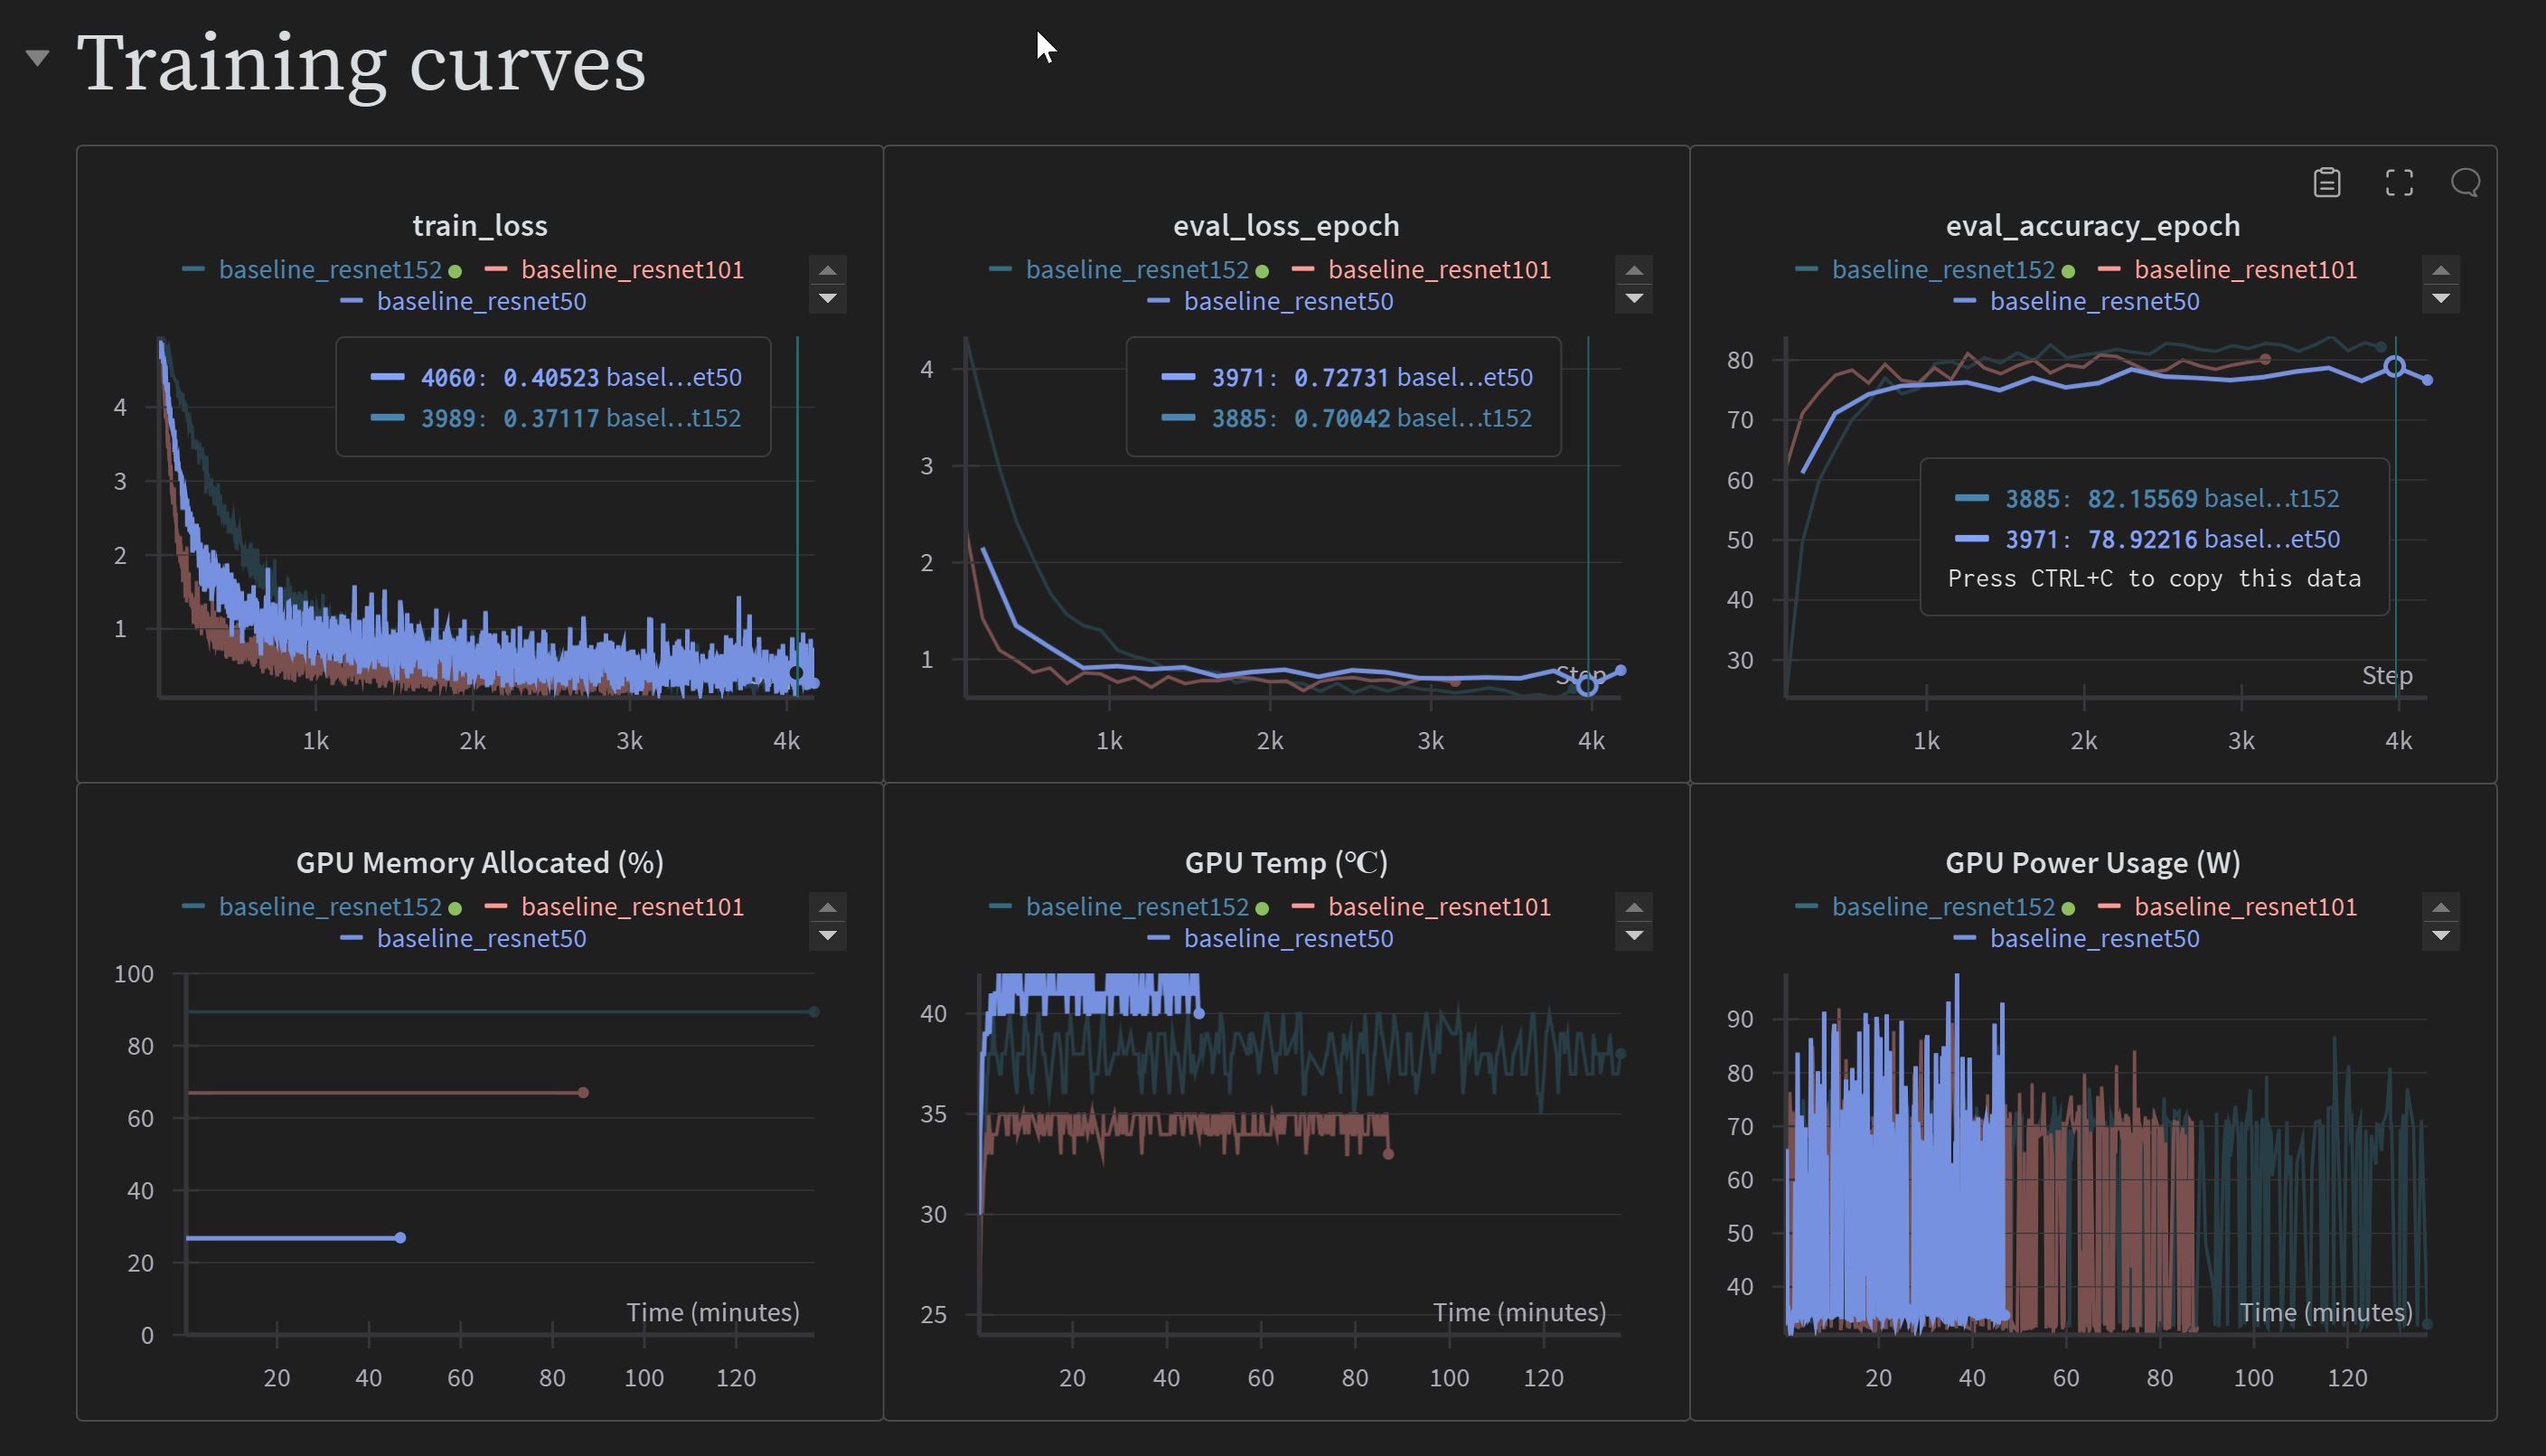 Training curves
train_loss
baseline_resnet152 baseline_resnet101
baseline_resnet50
4060: 0.40523 basel...et50
3989: 0.37117 basel...t152
4
3
2
1
1k 2k 3k 4k
eval_loss_epoch
baseline_resnet152 baseline_resnet101
baseline_resnet50
3971: 0.72731 basel...et50
3885: 0.70042 basel...t152
4
3
2
1
Step
1k 2k 3k 4k
eval_accuracy_epoch
baseline_resnet152 baseline_resnet101
baseline_resnet50
80
70
60
50
40
30
3885: 82.15569 basel...t152
3971: 78.92216 basel...et50
Press CTRL+C to copy this data
Step
1k 2k 3k 4k
GPU Memory Allocated (%)
baseline_resnet152 baseline_resnet101
baseline_resnet50
100
80
60
40
20
0
Time (minutes)
20 40 60 80 100 120
GPU Temp (℃)
baseline_resnet152 baseline_resnet101
baseline_resnet50
40
35
30
25
Time (minutes)
20 40 60 80 100 120
GPU Power Usage (W)
baseline_resnet152 baseline_resnet101
baseline_resnet50
90
80
70
60
50
40
Time (minutes)
20 40 60 80 100 120